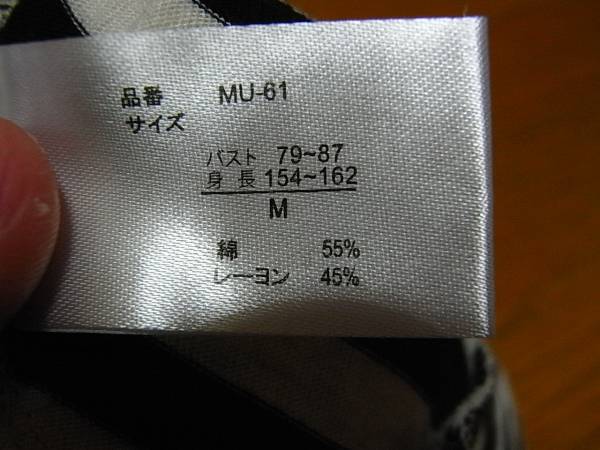 品番 MU-61
サイズ
バスト 79~87
身長 154~162
M
綿 55%
レーヨン 45%